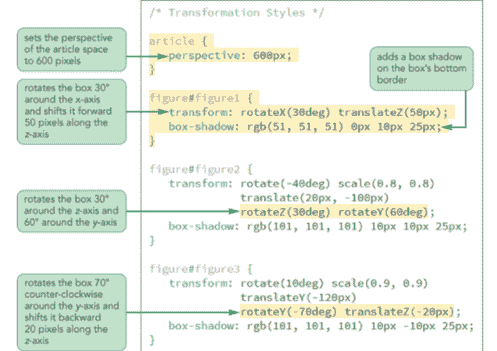 /* Transformation Styles */
sets the perspective
of the article space
to 600 pixels
article {
perspective: 600px;
}
adds a box shadow
on the box's bottom
border
rotates the box 30°
around the x-axis
and shifts it forward
50 pixels along the
z-axis
figure#figure1 {
transform: rotateX(30deg) translateZ(50px);
box-shadow: rgb(51, 51, 51) 0px 10px 25px;
}
figure#figure2 {
transform: rotate(-40deg) scale(0.8, 0.8)
translate(20px, -100px)
rotateZ(30deg) rotateY(60deg);
box-shadow: rgb(101, 101, 101) 10px 10px 25px;
}
rotates the box 30°
around the z-axis and
60° around the y-axis
figure#figure3 {
transform: rotate(10deg) scale(0.9, 0.9)
translateY(-120px)
rotateY(-70deg) translateZ(-20px);
box-shadow: rgb(101, 101, 101) 10px -10px 25px;
rotates the box 70°
counter-clockwise
around the y-axis and
shifts it backward
20 pixels along the
z-axis